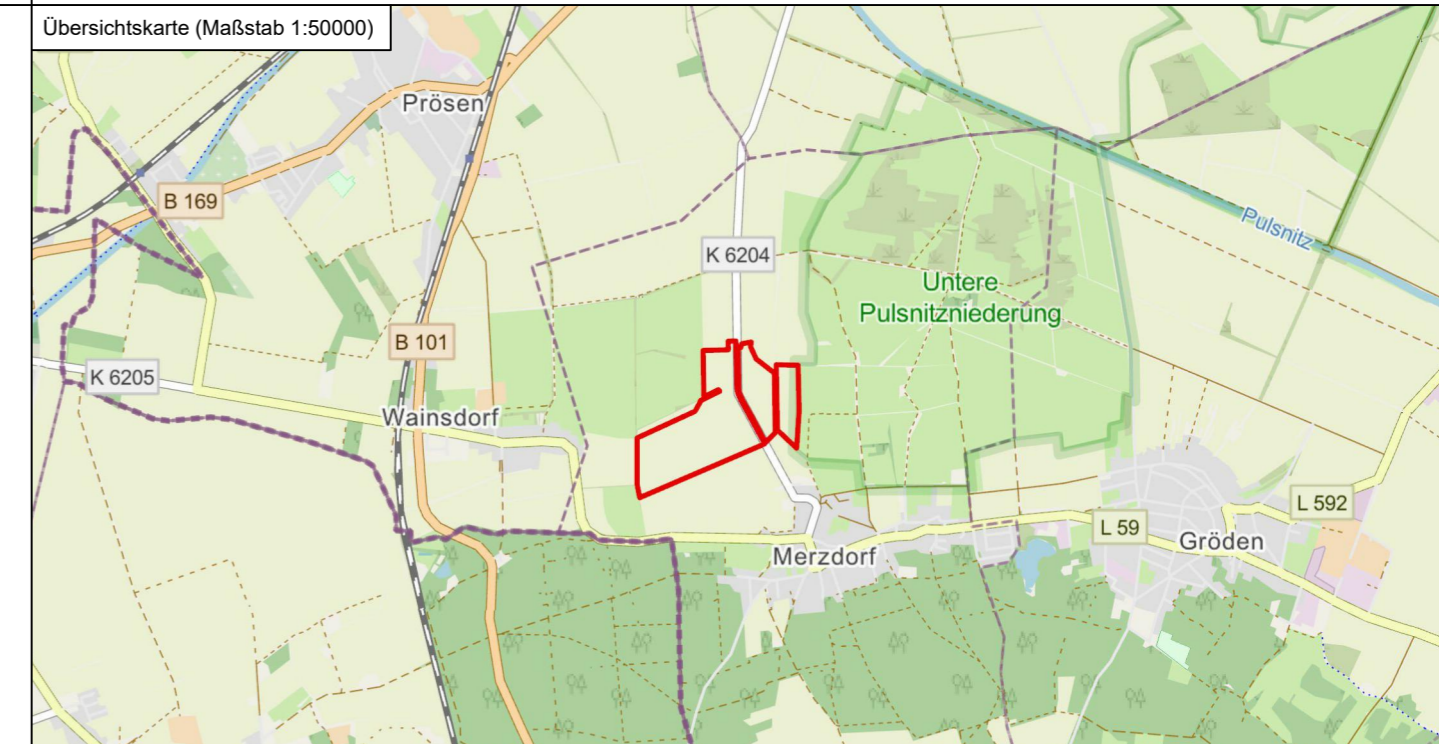 Übersichtskarte (Maßstab 1:50000)
Prösen
B 169
Pulsnitz
K 6204
Untere
Pulsnitzniederung
B 101
K 6205
Wainsdorf
L 592
L 59
Gröden
Merzdorf